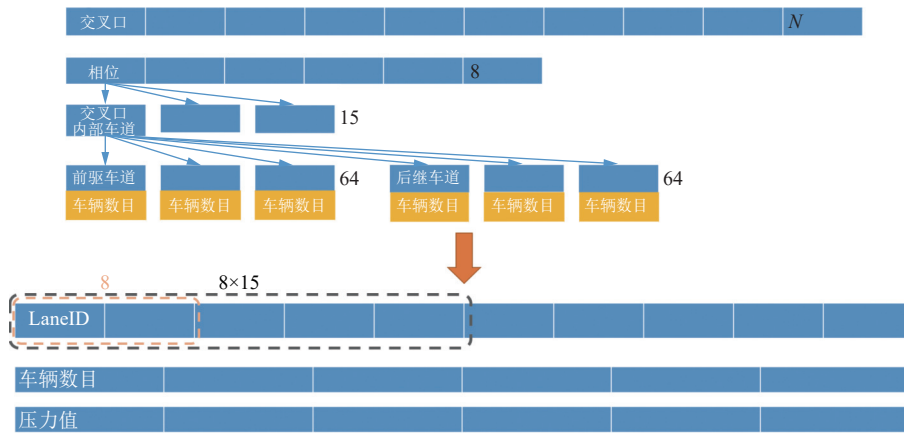 交叉口 N
相位 8
交叉口
内部车道
15
前驱车道 64 后继车道 64
车辆数目 车辆数目 车辆数目 车辆数目 车辆数目 车辆数目
8 8×15
LaneID
车辆数目
压力值